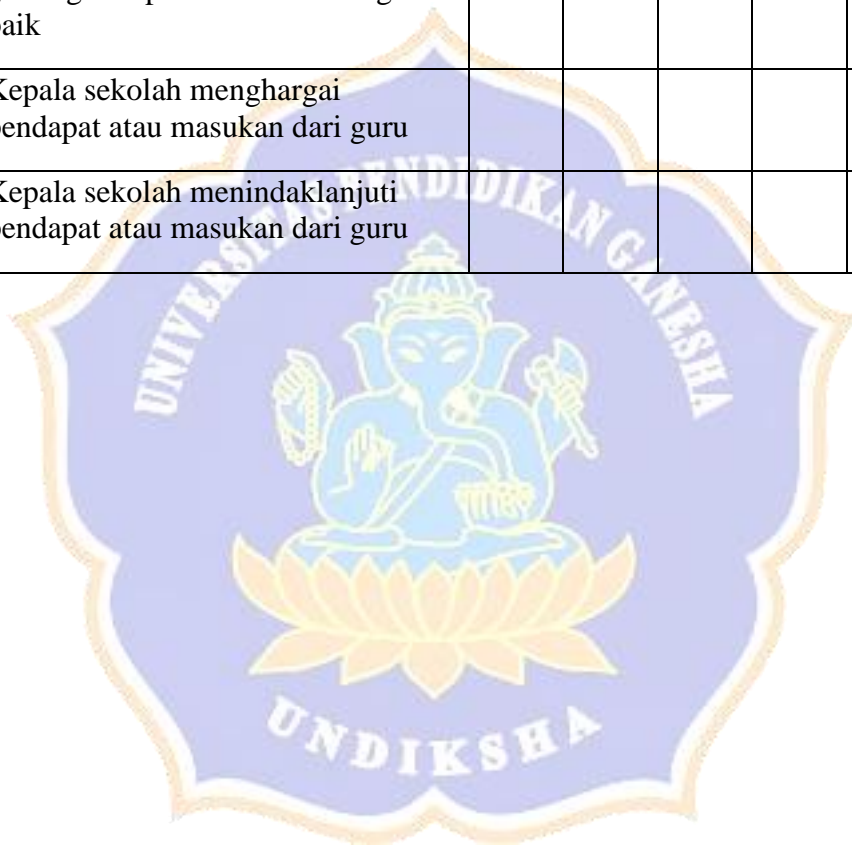 baik
Kepala sekolah menghargai
pendapat atau masukan dari guru
Kepala sekolah menindaklanjuti
pendapat atau masukan dari guru
UNIVERSITAS PENDIDIKAN GANESHA
UNDIKSHA